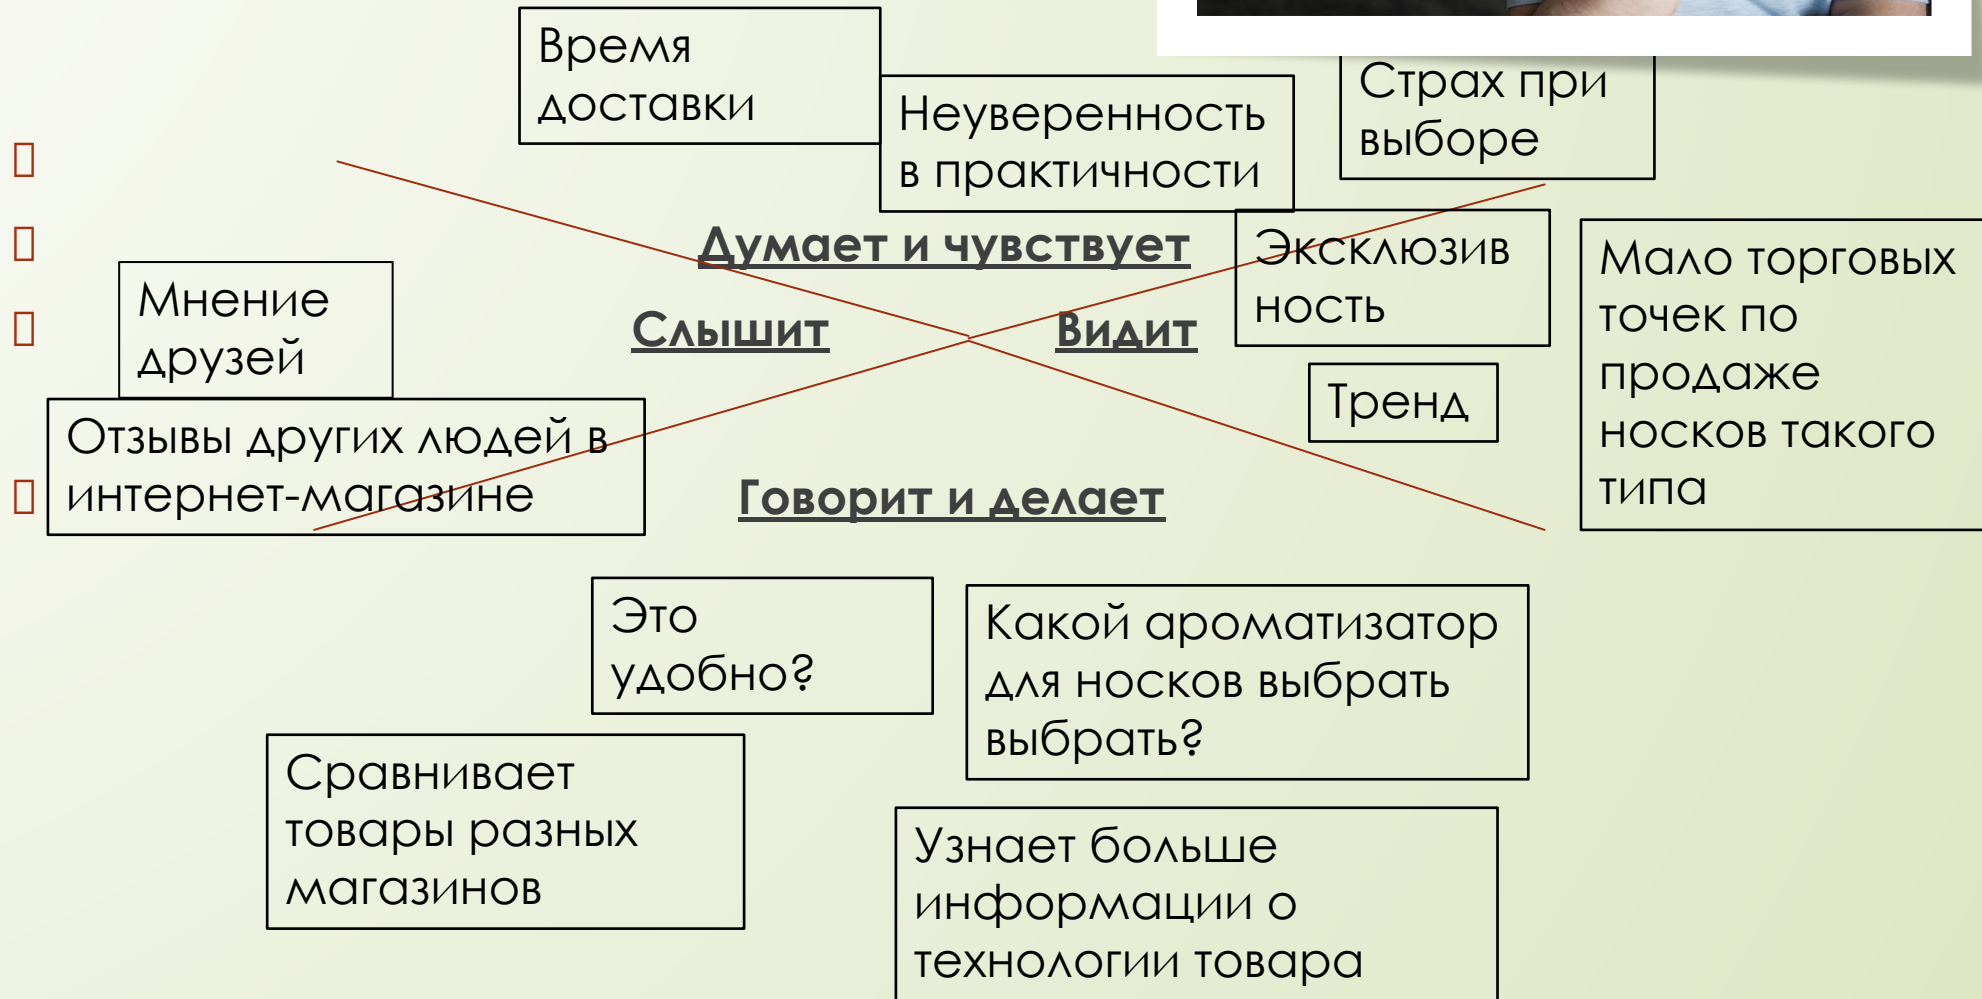 Время
доставки
Неуверенность
в практичности
Страх при
выборе
Думает и чувствует
Эксклюзив
ность
Мало торговых
точек по
продаже
носков такого
типа
Мнение
друзей
Слышит
Видит
Тренд
Отзывы других людей в
интернет-магазине
Говорит и делает
Это
удобно?
Какой ароматизатор
для носков выбрать
выбрать?
Сравнивает
товары разных
магазинов
Узнает больше
информации о
технологии товара